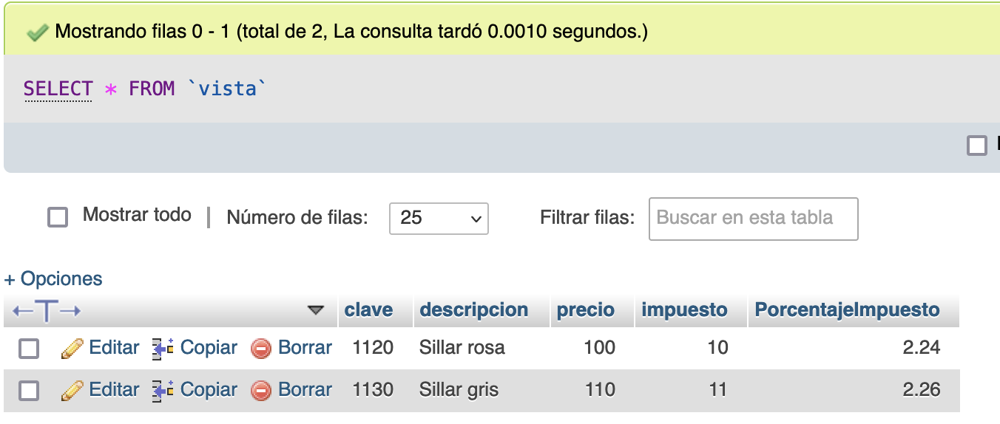 Mostrando filas 0 - 1 (total de 2, La consulta tardó 0.0010 segundos.)
SELECT * FROM `vista`
Mostrar todo | Número de filas: 25 Filtrar filas: Buscar en esta tabla
+ Opciones
←T→ clave descripcion precio impuesto PorcentajeImpuesto
Editar Copiar Borrar 1120 Sillar rosa 100 10 2.24
Editar Copiar Borrar 1130 Sillar gris 110 11 2.26